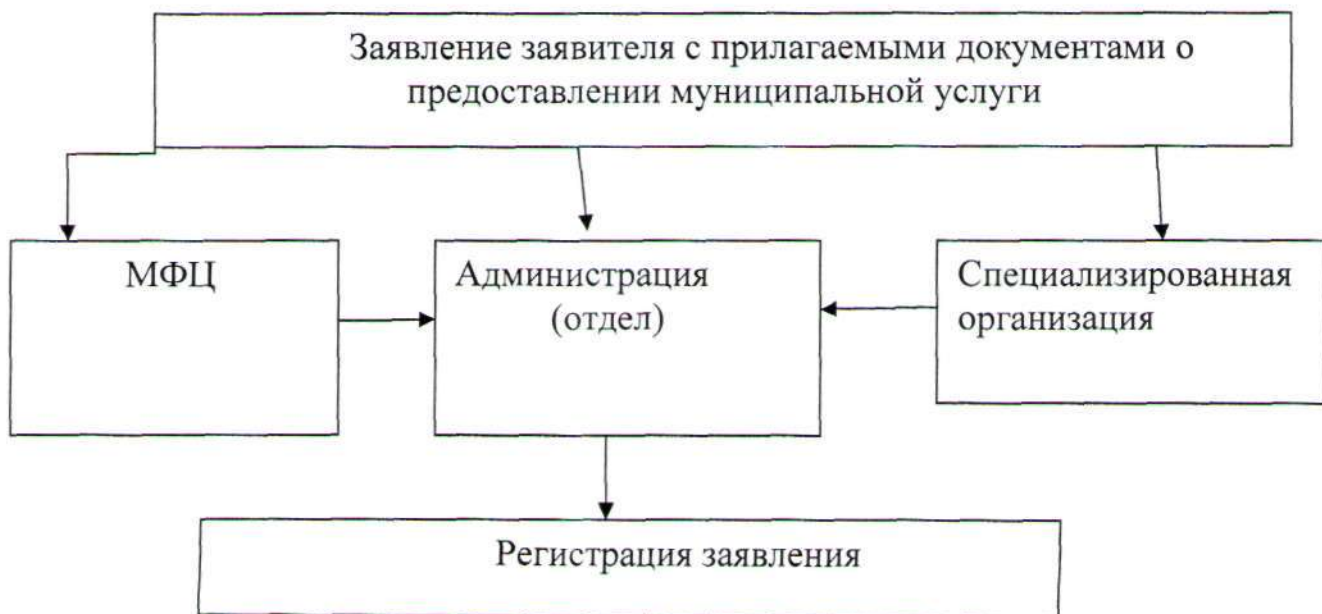 Заявление заявителя с прилагаемыми документами о
предоставлении муниципальной услуги
МФЦ
Администрация
(отдел)
Специализированная
организация
Регистрация заявления